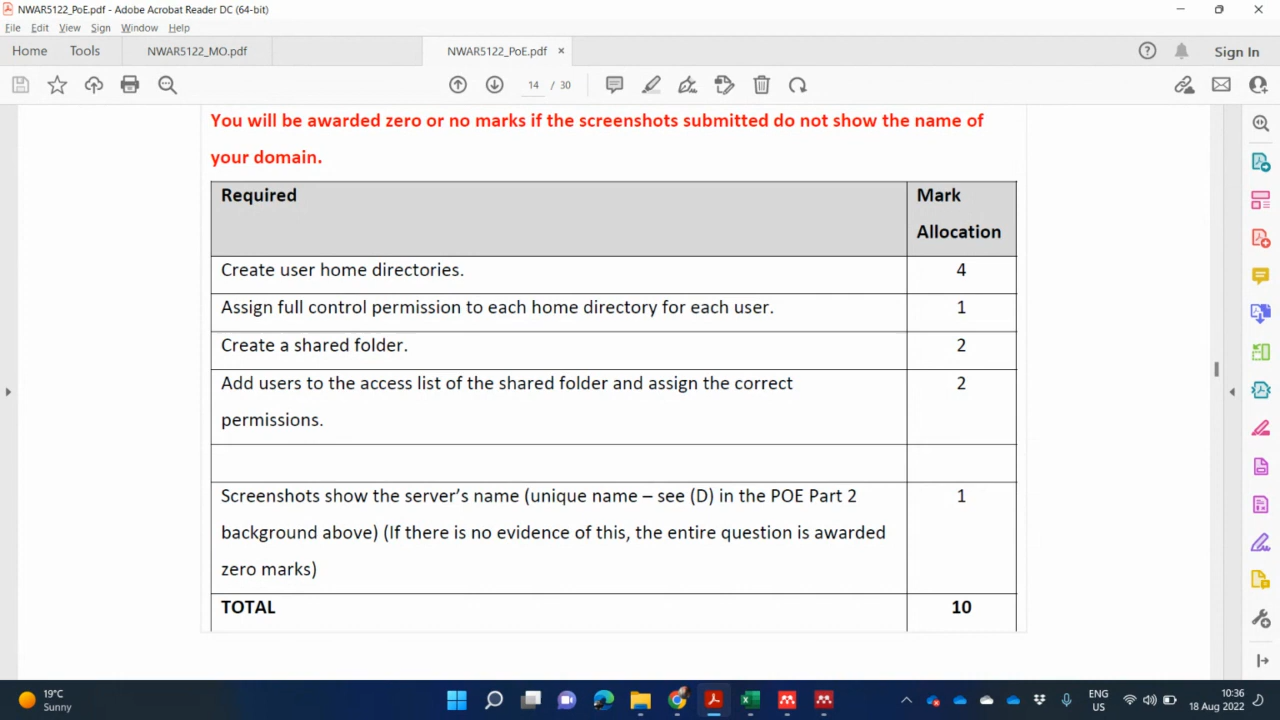 NWAR5122_PoE.pdf - Adobe Acrobat Reader DC (64-bit)
File Edit View Sign Window Help
Home Tools NWAR5122_MO.pdf NWAR5122_PoE.pdf × Sign In
14 / 30
You will be awarded zero or no marks if the screenshots submitted do not show the name of
your domain.
Required Mark
Allocation
Create user home directories. 4
Assign full control permission to each home directory for each user. 1
Create a shared folder. 2
Add users to the access list of the shared folder and assign the correct 2
permissions.
Screenshots show the server's name (unique name – see (D) in the POE Part 2 1
background above) (If there is no evidence of this, the entire question is awarded
zero marks)
TOTAL 10
19°C
Sunny
ENG
US
10:36
18 Aug 2022